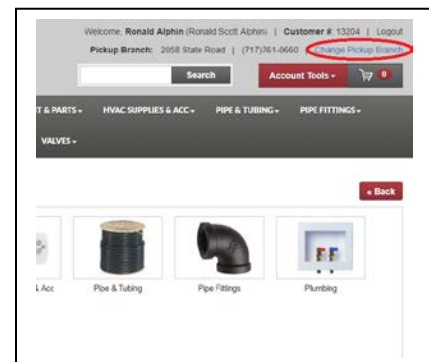 Welcome, Ronald Alphin (Ronald Scott Alphin) | Customer #: 13204 | Logout
Pickup Branch: 2058 State Road | (717)761-0660 | Change Pickup Branch
Search Account Tools 0
T & PARTS HVAC SUPPLIES & ACC PIPE & TUBING PIPE FITTINGS
VALVES
« Back
& Acc Pipe & Tubing Pipe Fittings Plumbing